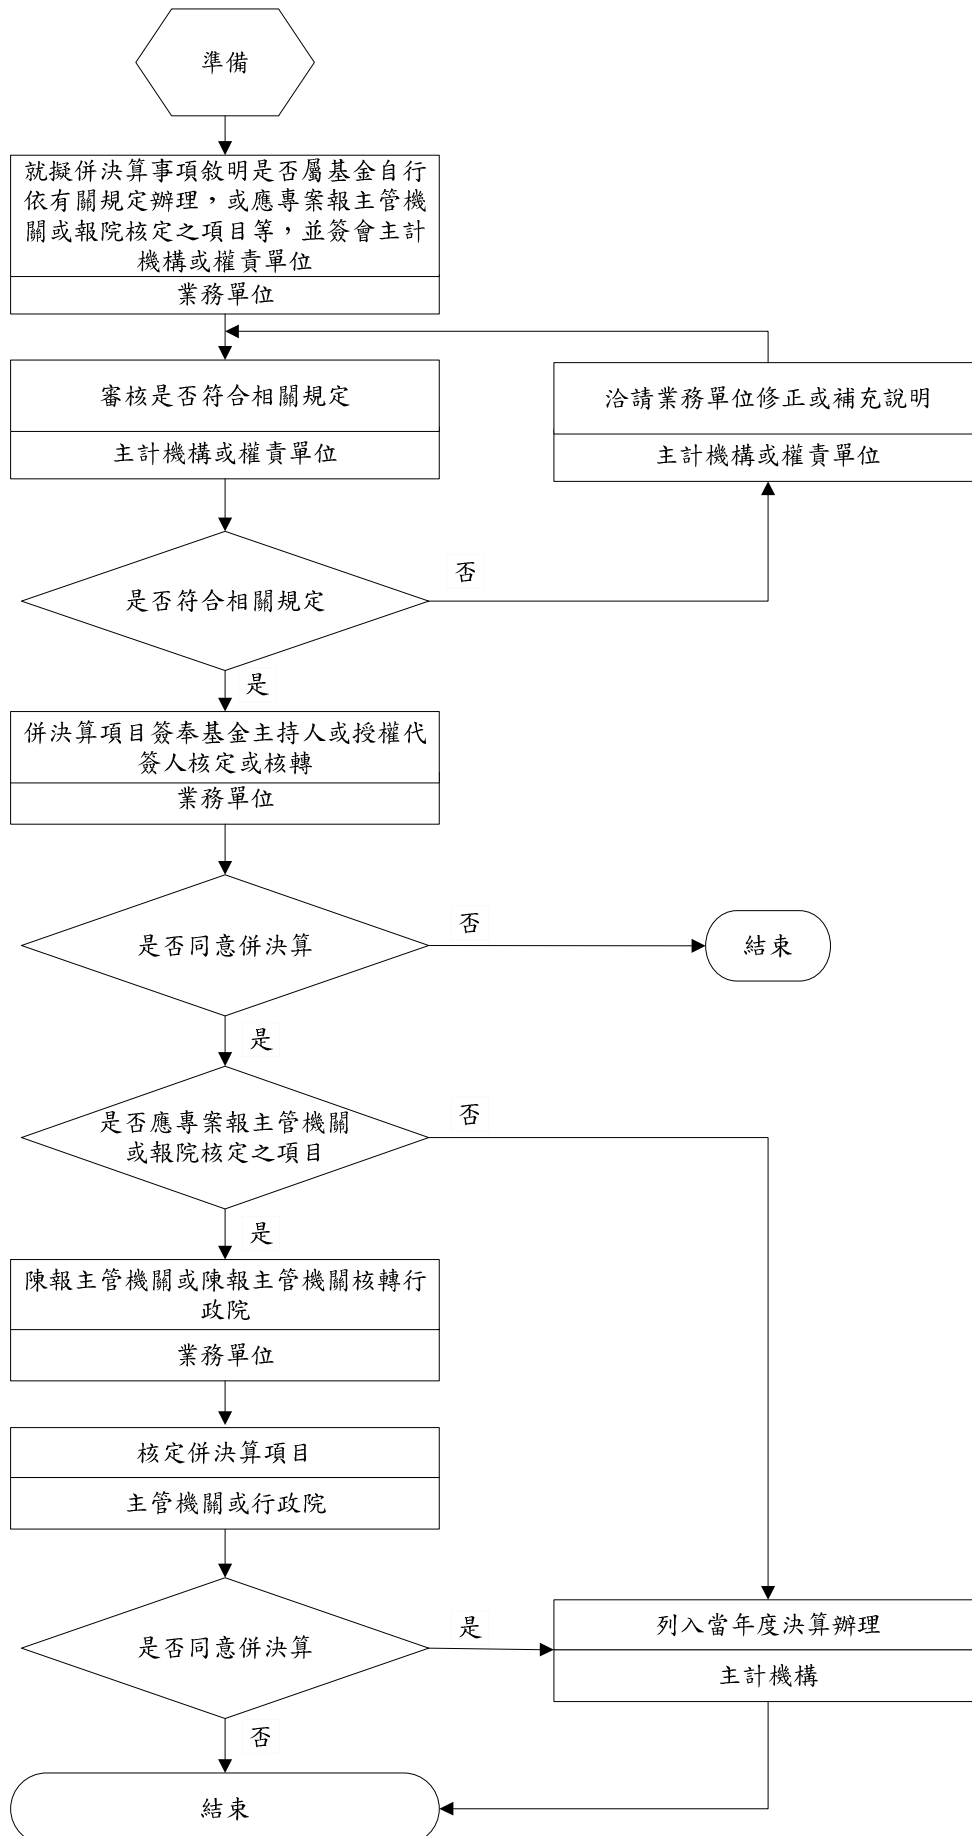 準備
就擬併決算事項敘明是否屬基金自行
依有關規定辦理，或應專案報主管機
關或報院核定之項目等，並簽會主計
機構或權責單位
業務單位
審核是否符合相關規定
主計機構或權責單位
洽請業務單位修正或補充說明
主計機構或權責單位
是否符合相關規定
否
是
併決算項目簽奉基金主持人或授權代
簽人核定或核轉
業務單位
是否同意併決算
否
結束
是
是否應專案報主管機關
或報院核定之項目
否
是
陳報主管機關或陳報主管機關核轉行
政院
業務單位
核定併決算項目
主管機關或行政院
是否同意併決算
是
列入當年度決算辦理
主計機構
否
結束